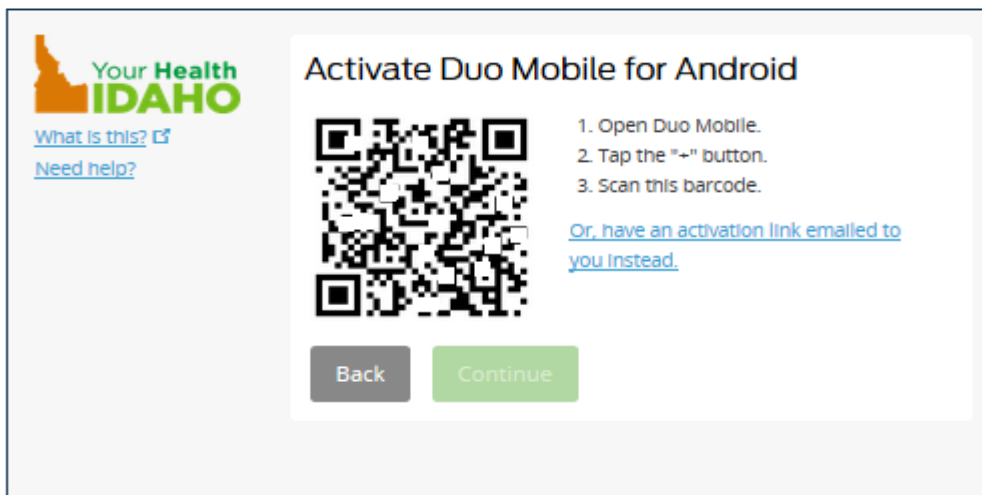 Your Health
IDAHO
What is this?
Need help?
Activate Duo Mobile for Android
1. Open Duo Mobile.
2. Tap the "+" button.
3. Scan this barcode.
Or, have an activation link emailed to
you instead.
Back
Continue